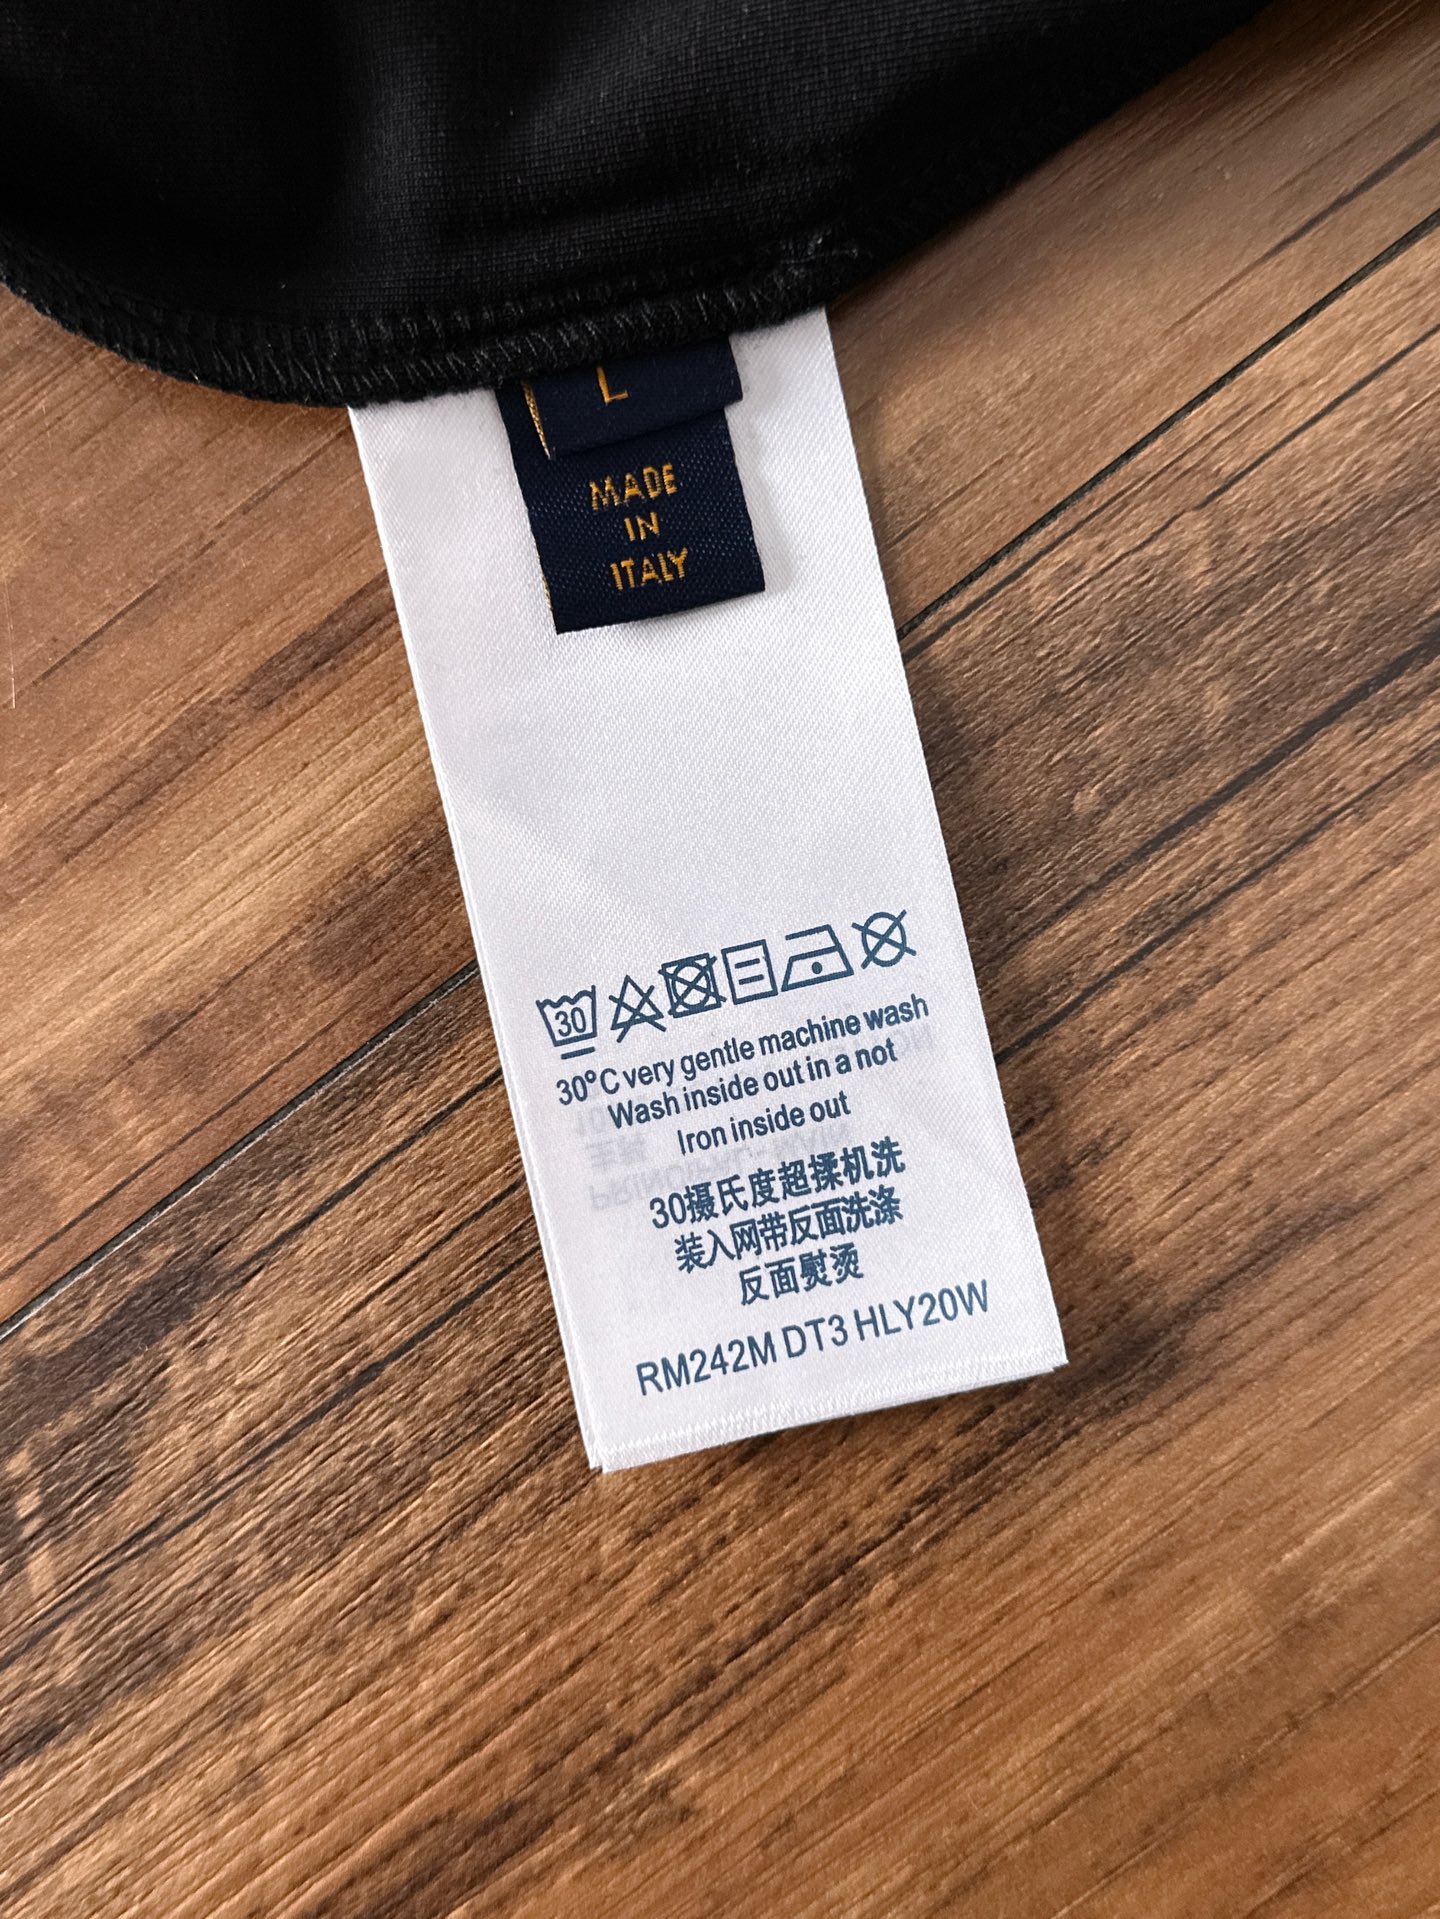 L
MADE
IN
ITALY
30
30°C very gentle machine wash
Wash inside out in a not
Iron inside out
30摄氏度超揉机洗
装入网带反面洗涤
反面熨烫
RM242M DT3 HLY20W